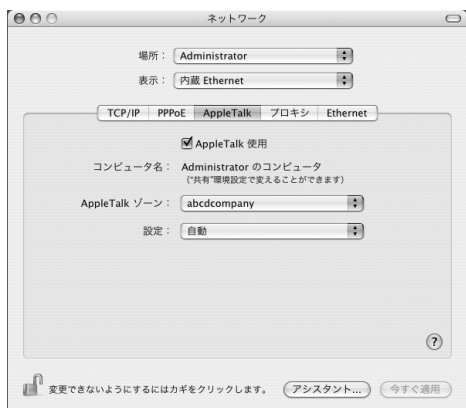 ネットワーク
場所： Administrator
表示： 内蔵 Ethernet
TCP/IP PPPoE AppleTalk プロキシ Ethernet
AppleTalk 使用
コンピュータ名： Administrator のコンピュータ
("共有"環境設定で変えることができます)
AppleTalk ゾーン： abcdcompany
設定： 自動
?
変更できないようにするにはカギをクリックします。 アシスタント... 今すぐ適用